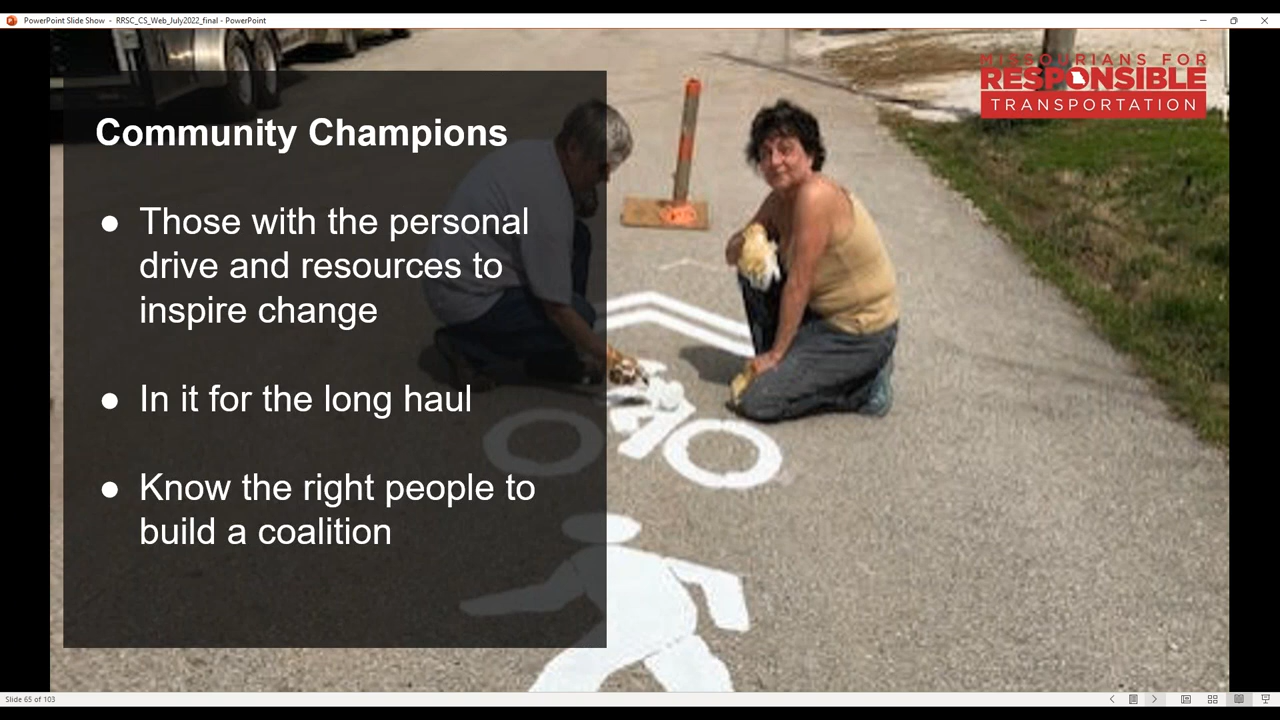 PowerPoint Slide Show - RRSC_CS_Web_July2022_final - PowerPoint
MISSOURIANS FOR
RESPONSIBLE
TRANSPORTATION
Community Champions
● Those with the personal
drive and resources to
inspire change
● In it for the long haul
● Know the right people to
build a coalition
Slide 65 of 103